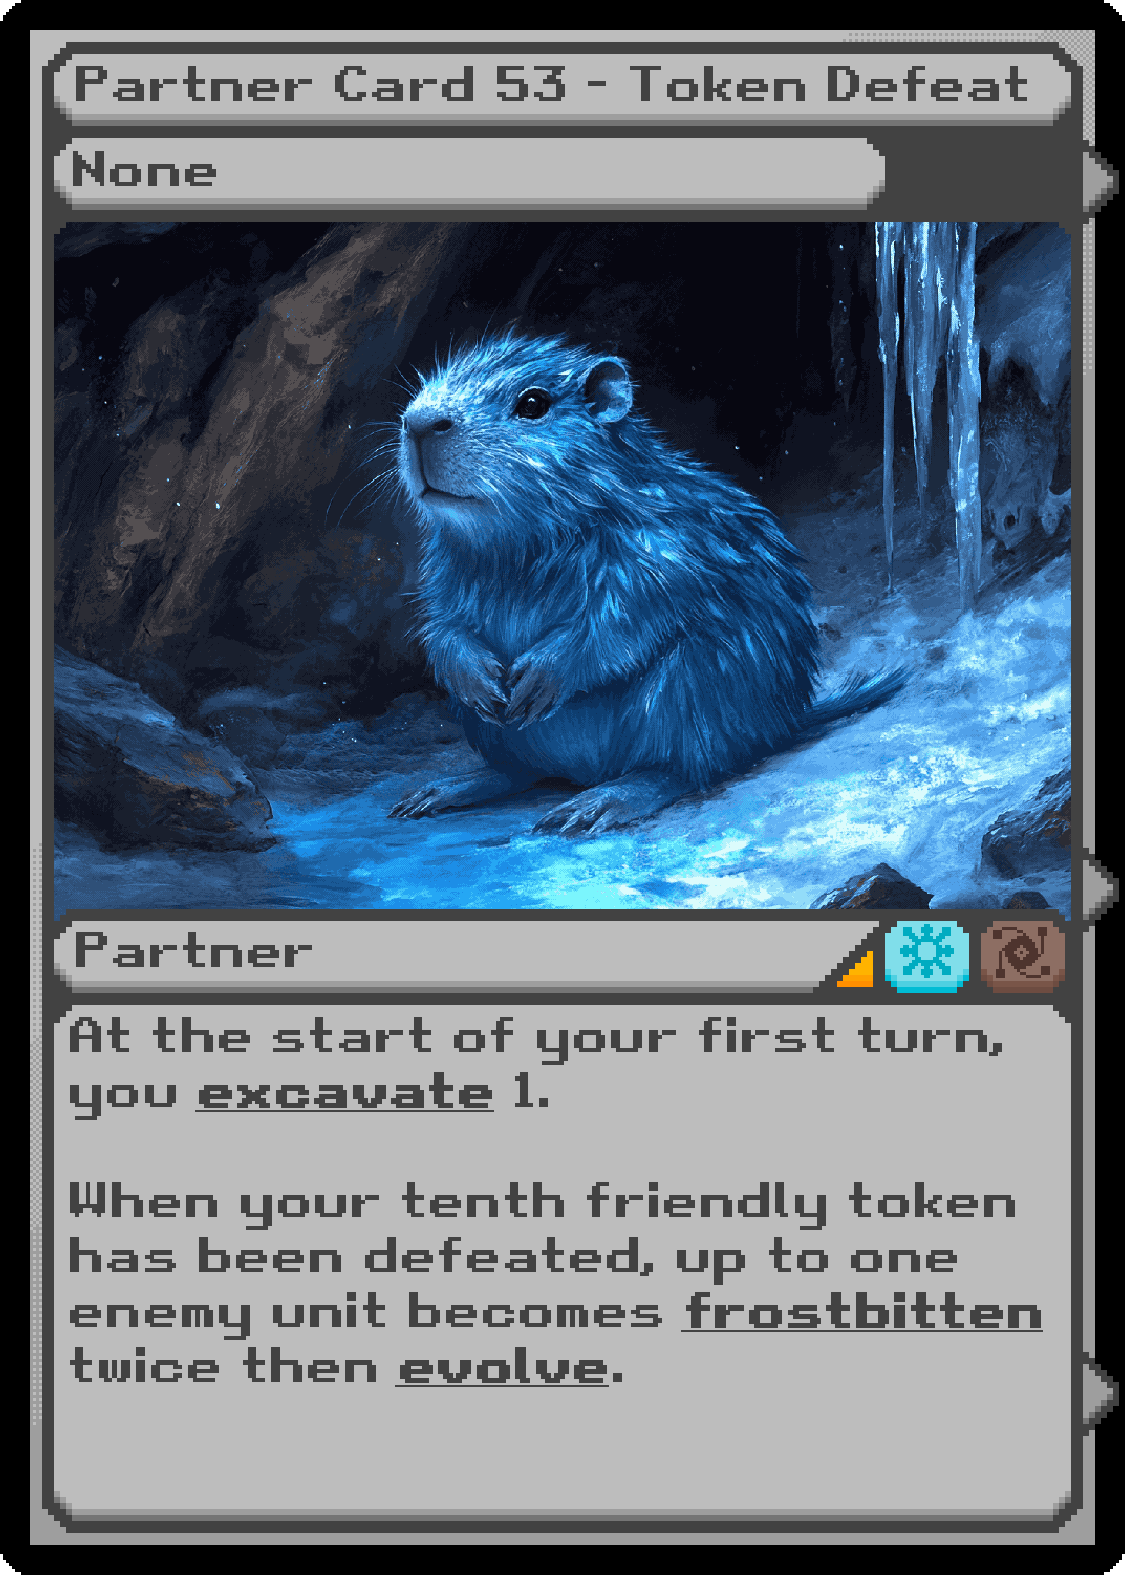 Partner Card 53 - Token Defeat
None
Partner
At the start of your first turn,
you excavate 1.
When your tenth friendly token
has been defeated, up to one
enemy unit becomes frostbitten
twice then evolve.